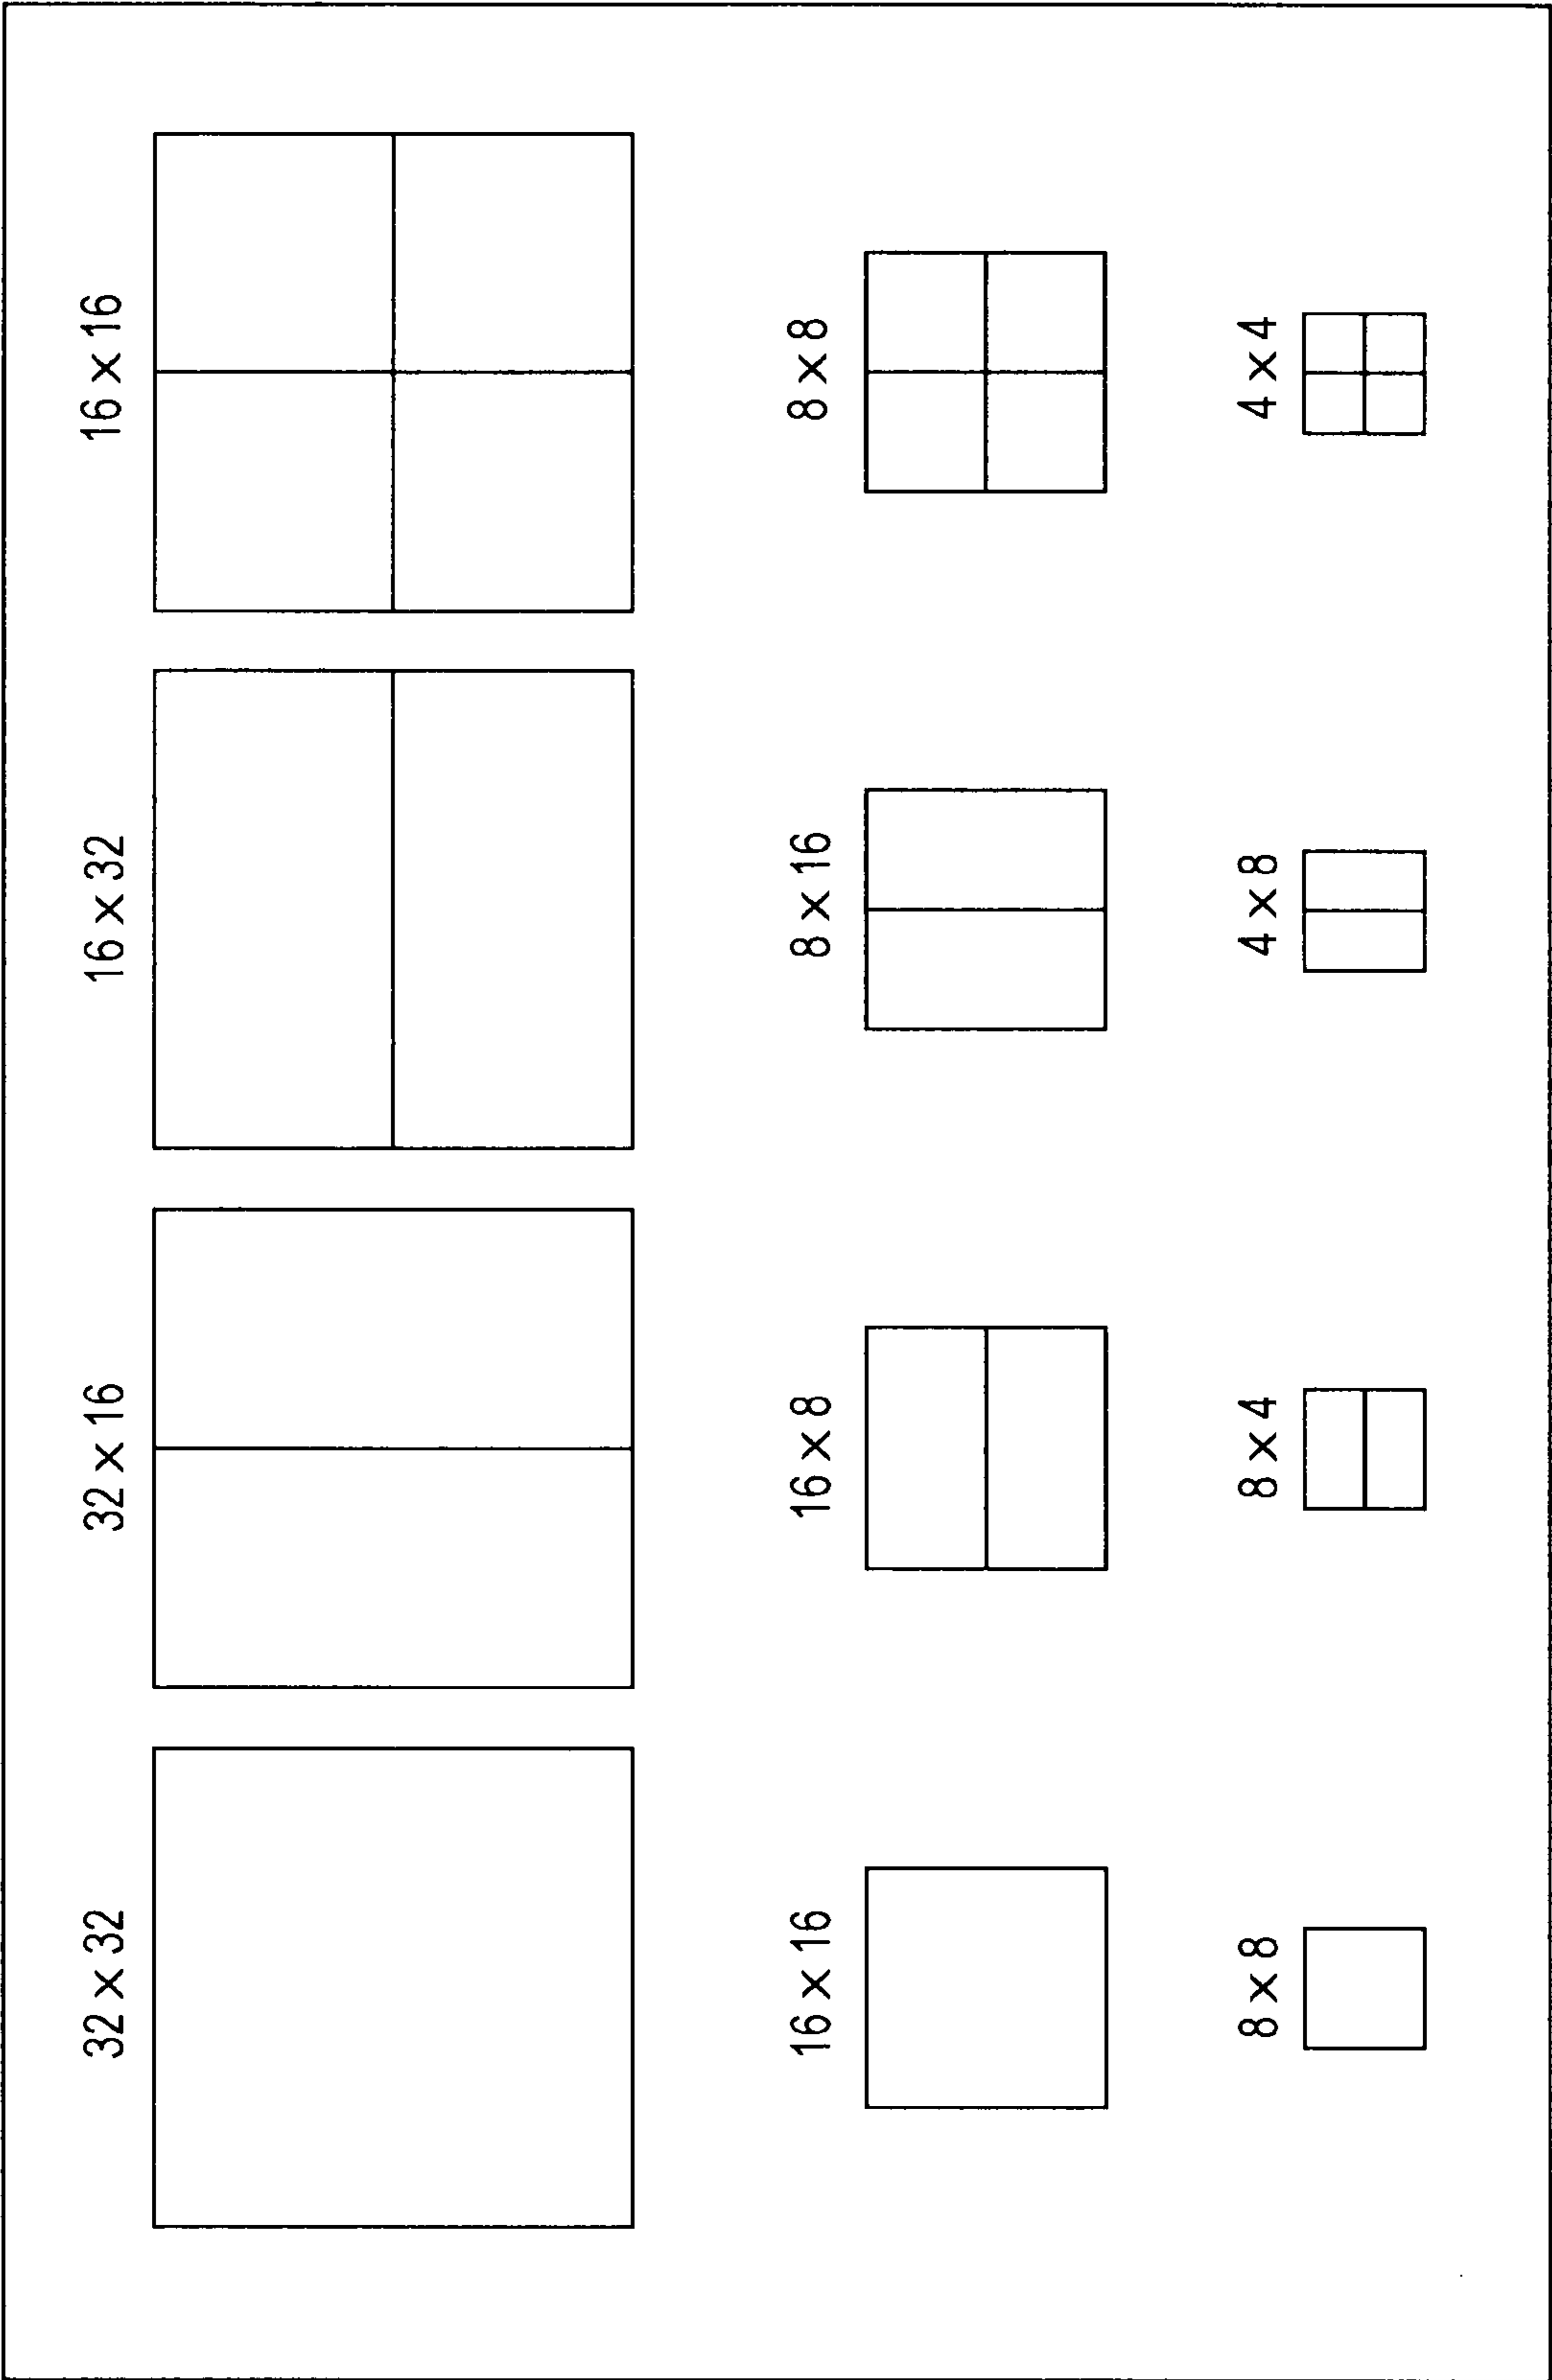 32 x 32
32 x 16
16 x 32
16 x 16
16 x 16
16 x 8
8 x 16
8 x 8
8 x 8
8 x 4
4 x 8
4 x 4